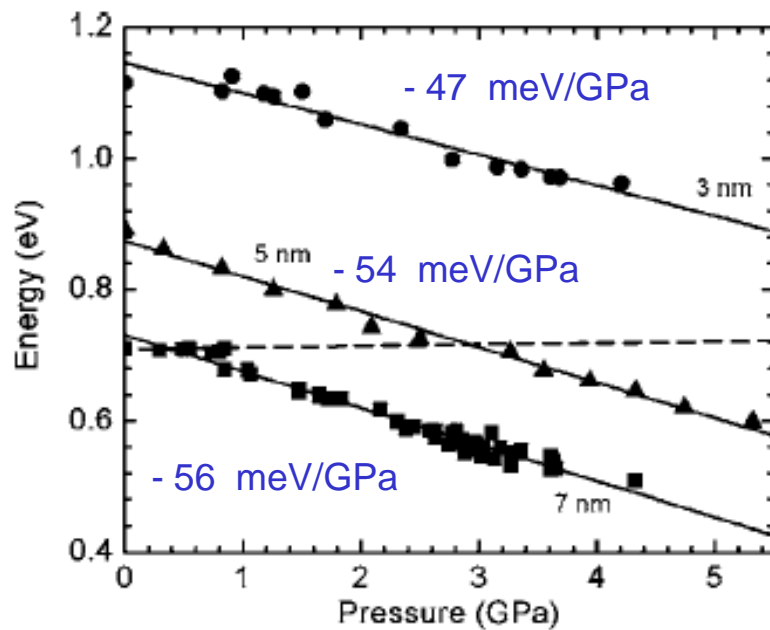 1.2
- 47 meV/GPa
1.0
3 nm
Energy (eV)
5 nm
- 54 meV/GPa
0.8
0.6
- 56 meV/GPa
7 nm
0.4
0 1 2 3 4 5
Pressure (GPa)